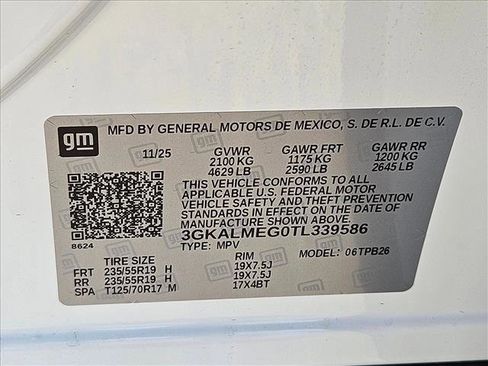 gm MFD BY GENERAL MOTORS DE MEXICO, S. DE R.L. DE C.V.
11/25 GVWR GAWR FRT GAWR RR
2100 KG 1175 KG 1200 KG
4629 LB 2590 LB 2645 LB
THIS VEHICLE CONFORMS TO ALL
APPLICABLE U.S. FEDERAL MOTOR
VEHICLE SAFETY AND THEFT PREVENTION
STANDARDS IN EFFECT ON THE DATE OF
MANUFACTURE SHOWN ABOVE.
3GKALMEG0TL339586
8624
TYPE: MPV MODEL: 06TPB26
TIRE SIZE RIM
FRT 235/55R19 H 19X7.5J
RR 235/55R19 H 19X7.5J
SPA T125/70R17 M 17X4BT